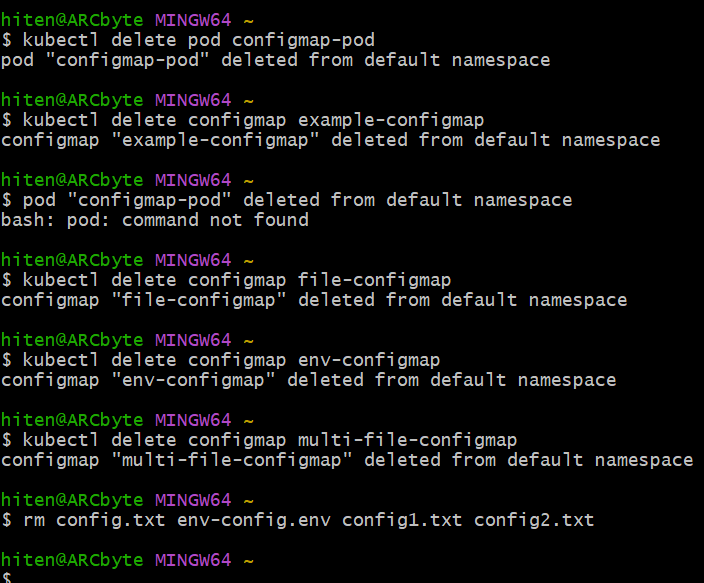 hiten@ARCbyte MINGW64 ~
$ kubectl delete pod configmap-pod
pod "configmap-pod" deleted from default namespace
hiten@ARCbyte MINGW64 ~
$ kubectl delete configmap example-configmap
configmap "example-configmap" deleted from default namespace
hiten@ARCbyte MINGW64 ~
$ pod "configmap-pod" deleted from default namespace
bash: pod: command not found
hiten@ARCbyte MINGW64 ~
$ kubectl delete configmap file-configmap
configmap "file-configmap" deleted from default namespace
hiten@ARCbyte MINGW64 ~
$ kubectl delete configmap env-configmap
configmap "env-configmap" deleted from default namespace
hiten@ARCbyte MINGW64 ~
$ kubectl delete configmap multi-file-configmap
configmap "multi-file-configmap" deleted from default namespace
hiten@ARCbyte MINGW64 ~
$ rm config.txt env-config.env config1.txt config2.txt
hiten@ARCbyte MINGW64 ~
$